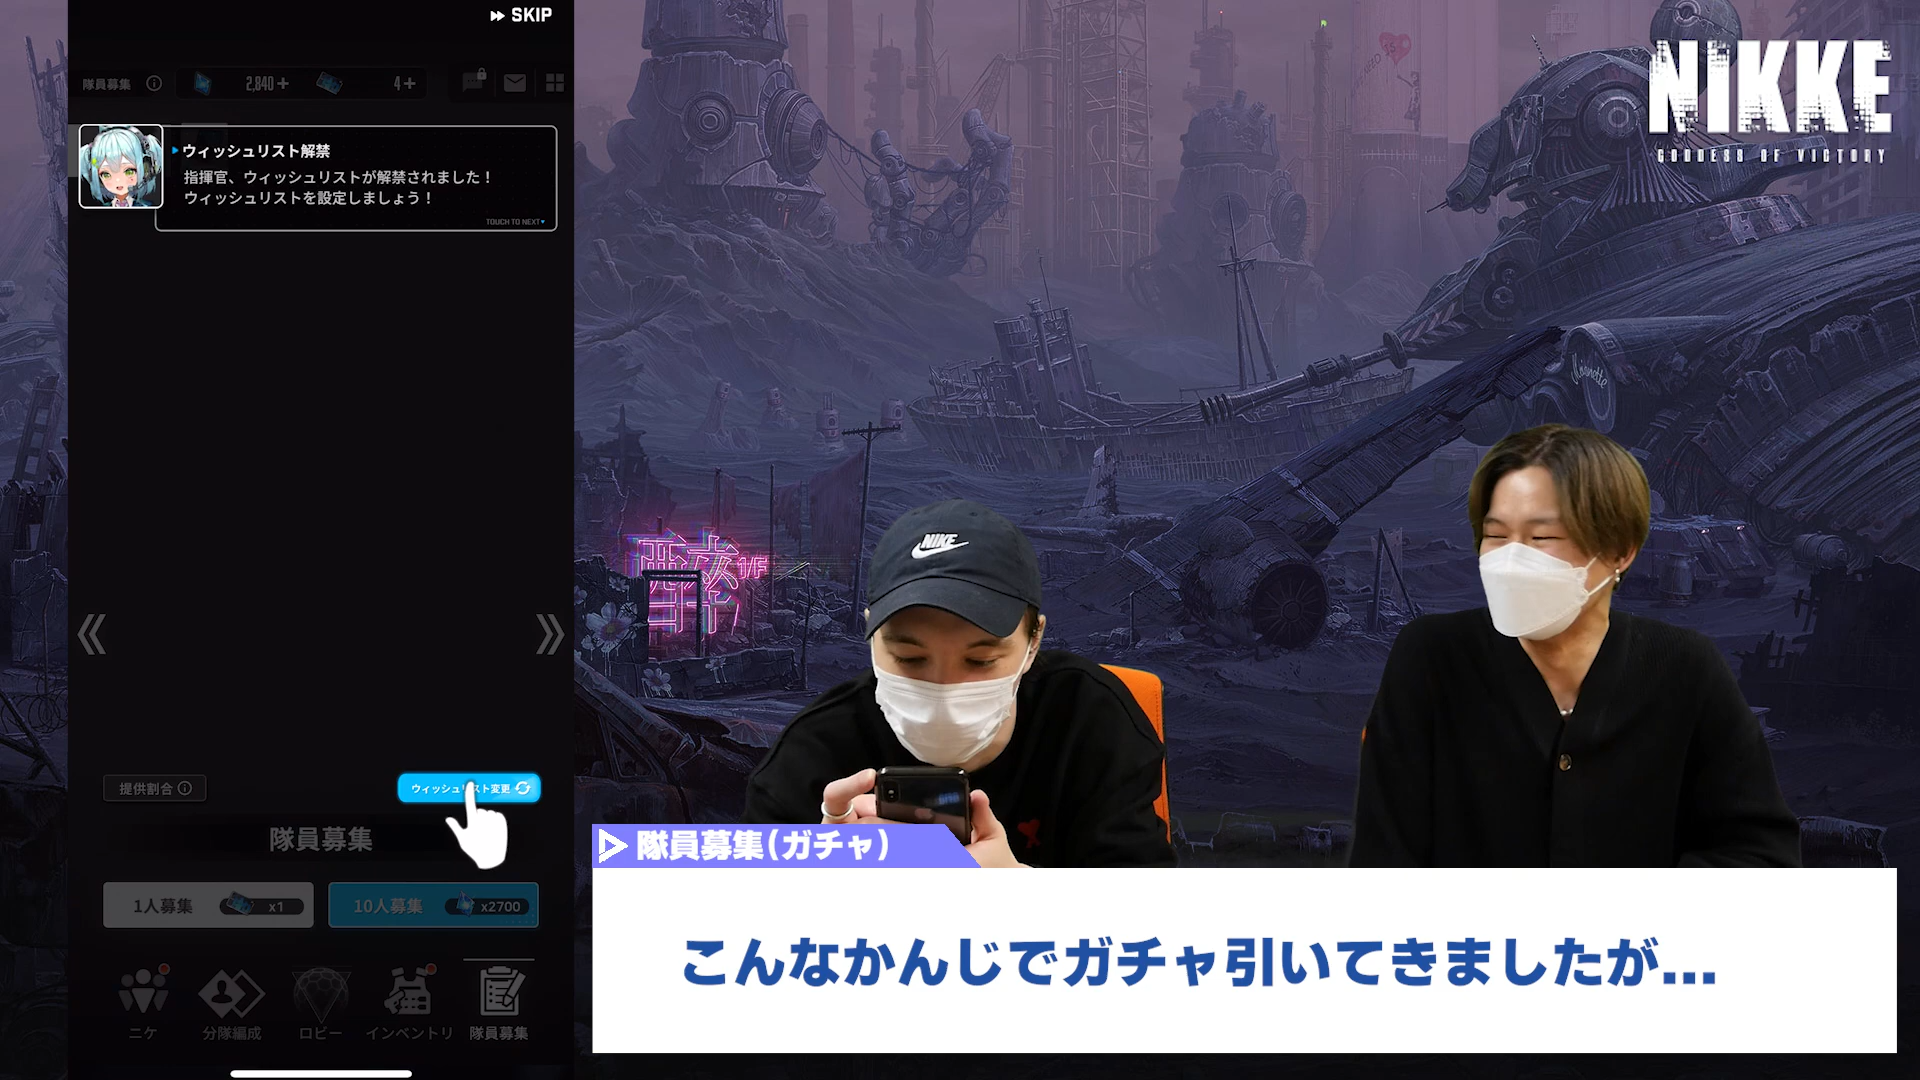 SKIP
隊員募集
2,840+
4+
ウィッシュリスト解禁
指揮官、ウィッシュリストが解禁されました！
ウィッシュリストを設定しましょう！
TOUCH TO NEXT
NIKKE
GODDESS OF VICTORY
Moinette
酔
1/F
NIKE
提供割合
隊員募集
1人募集 x1
10人募集 x2700
ニケ
分隊編成
ロビー
インベントリ
隊員募集
隊員募集(ガチャ)
こんなかんじでガチャ引いてきましたが...